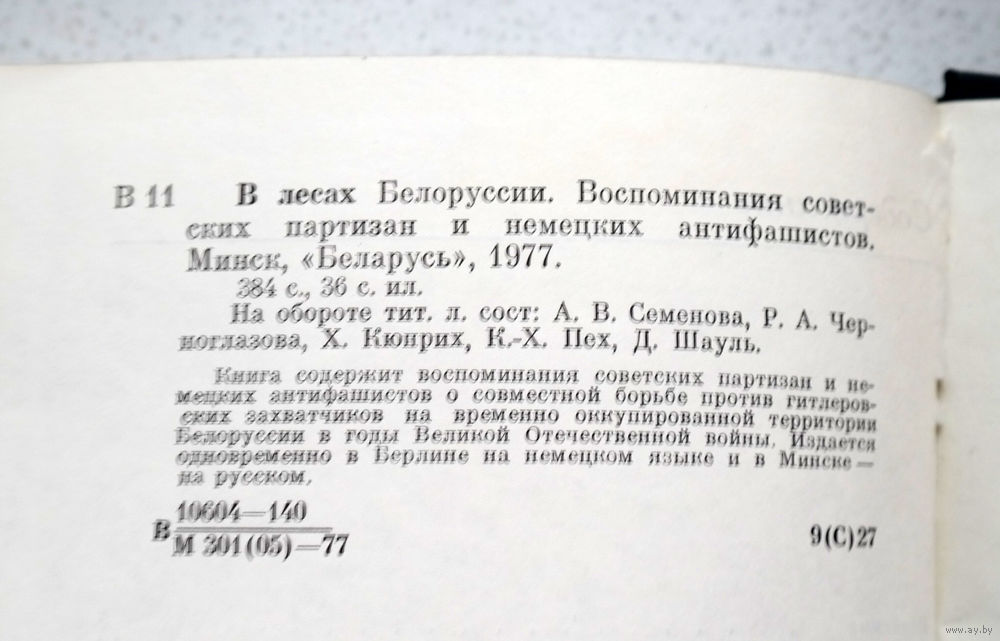 В 11 В лесах Белоруссии. Воспоминания совет-
ских партизан и немецких антифашистов.
Минск, «Беларусь», 1977.
384 с., 36 с. ил.
На обороте тит. л. сост: А. В. Семенова, Р. А. Чер-
ноглазова, Х. Кюнрих, К.-Х. Пех, Д. Шауль.
Книга содержит воспоминания советских партизан и не-
мецких антифашистов о совместной борьбе против гитлеров-
ских захватчиков на временно оккупированной территории
Белоруссии в годы Великой Отечественной войны. Издается
одновременно в Берлине на немецком языке и в Минске —
на русском.
10604—140
В
М 301(05)—77
9(С)27
www.ay.by